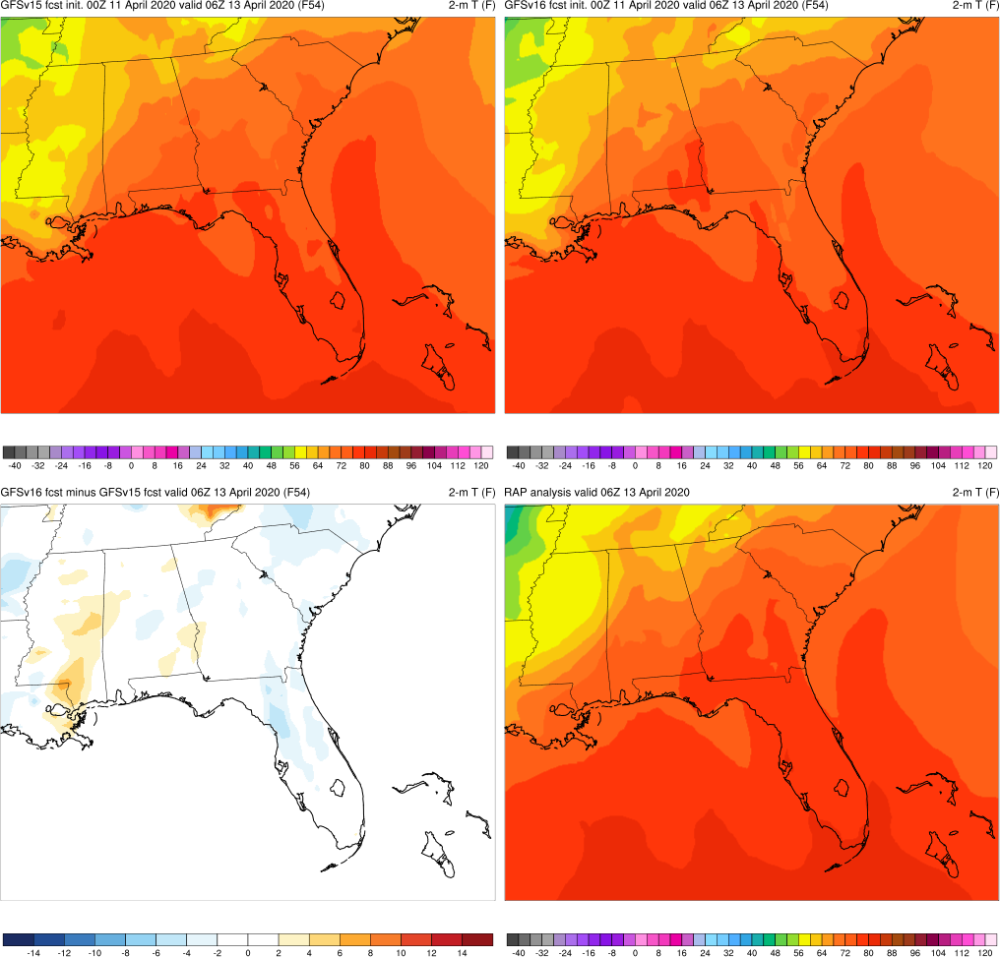 GFSv15 fcst init. 00Z 11 April 2020 valid 06Z 13 April 2020 (F54) 2-m T (F)
GFSv16 fcst init. 00Z 11 April 2020 valid 06Z 13 April 2020 (F54) 2-m T (F)
-40 -32 -24 -16 -8 0 8 16 24 32 40 48 56 64 72 80 88 96 104 112 120
-40 -32 -24 -16 -8 0 8 16 24 32 40 48 56 64 72 80 88 96 104 112 120
GFSv16 fcst minus GFSv15 fcst valid 06Z 13 April 2020 (F54) 2-m T (F)
RAP analysis valid 06Z 13 April 2020 2-m T (F)
-14 -12 -10 -8 -6 -4 -2 0 2 4 6 8 10 12 14
-40 -32 -24 -16 -8 0 8 16 24 32 40 48 56 64 72 80 88 96 104 112 120